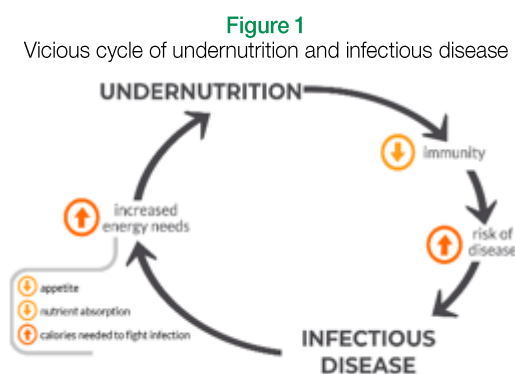 Figure 1
Vicious cycle of undernutrition and infectious disease
UNDERNUTRITION
immunity
risk of
disease
INFECTIOUS
DISEASE
increased
energy needs
appetite
nutrient absorption
calories needed to fight infection